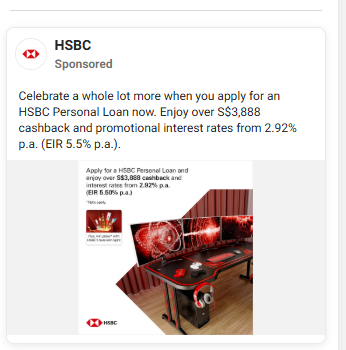 HSBC
Sponsored
Celebrate a whole lot more when you apply for an
HSBC Personal Loan now. Enjoy over S$3,888
cashback and promotional interest rates from 2.92%
p.a. (EIR 5.5% p.a.).
Apply for a HSBC Personal Loan and
enjoy over S$3,888 cashback and
interest rates from 2.92% p.a.
(EIR 5.50% p.a.)
HSBC